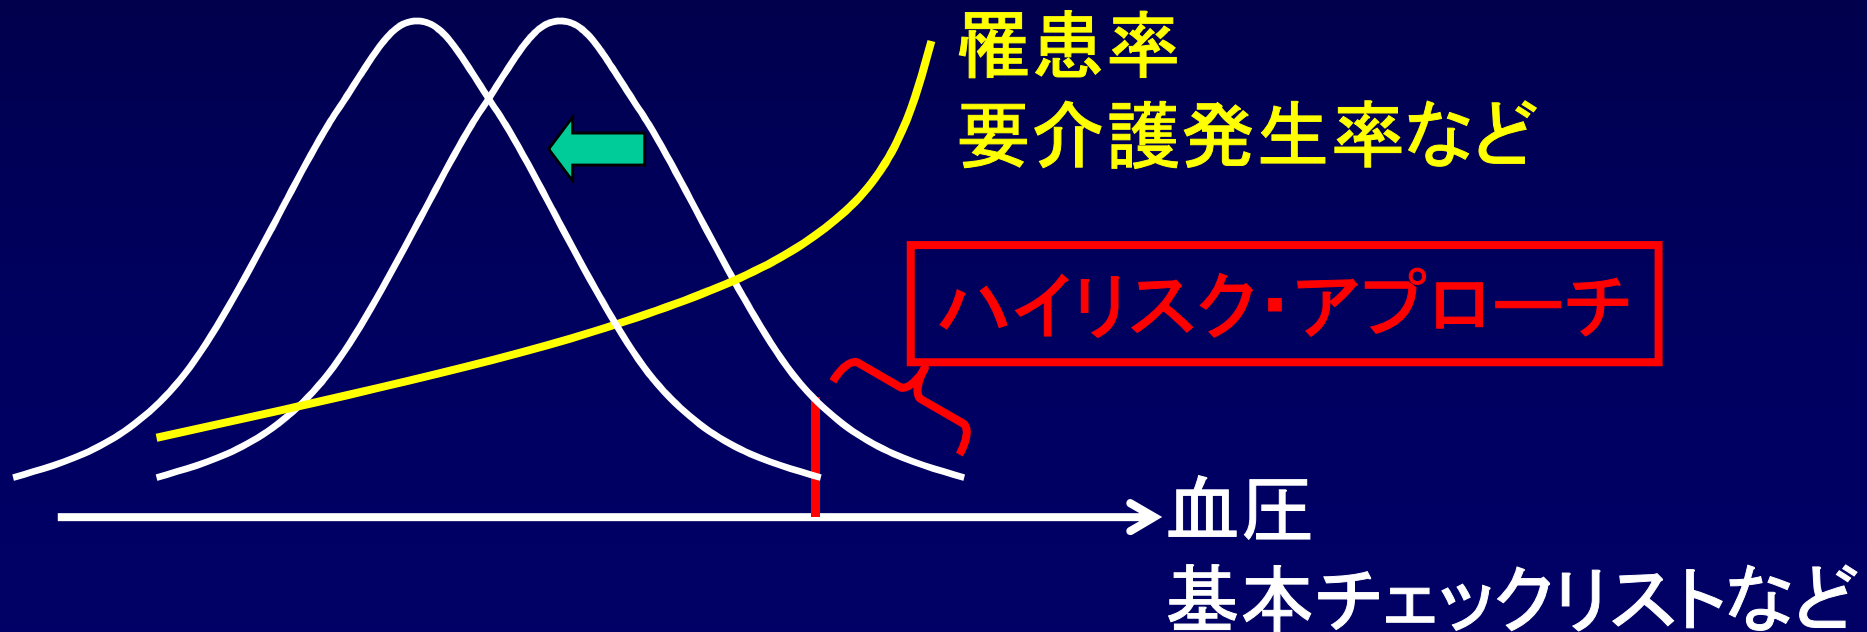 罹患率
要介護発生率など
ハイリスク・アプローチ
血圧
基本チェックリストなど